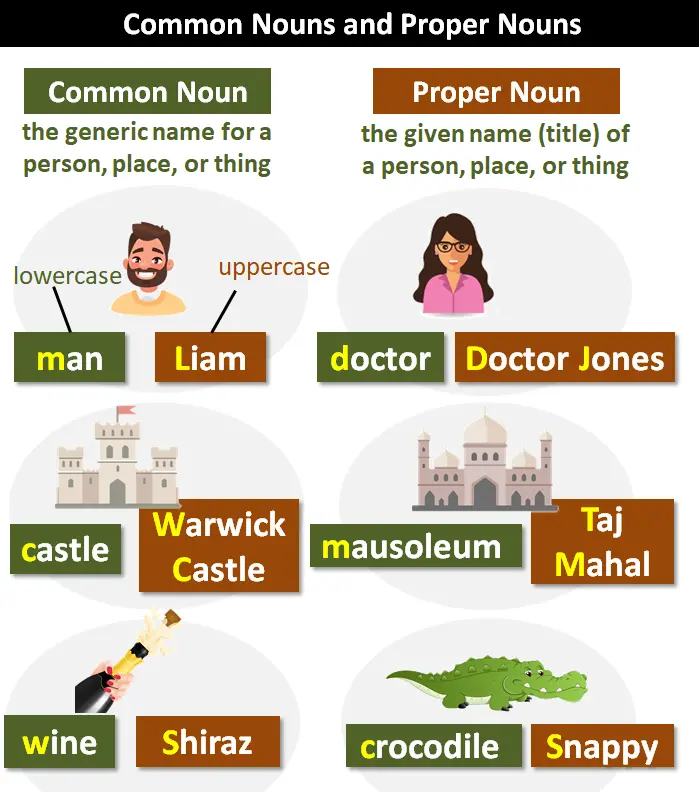 Common Nouns and Proper Nouns
Common Noun
the generic name for a
person, place, or thing
Proper Noun
the given name (title) of
a person, place, or thing
lowercase
uppercase
man
Liam
doctor
Doctor Jones
castle
Warwick
Castle
mausoleum
Taj
Mahal
wine
Shiraz
crocodile
Snappy